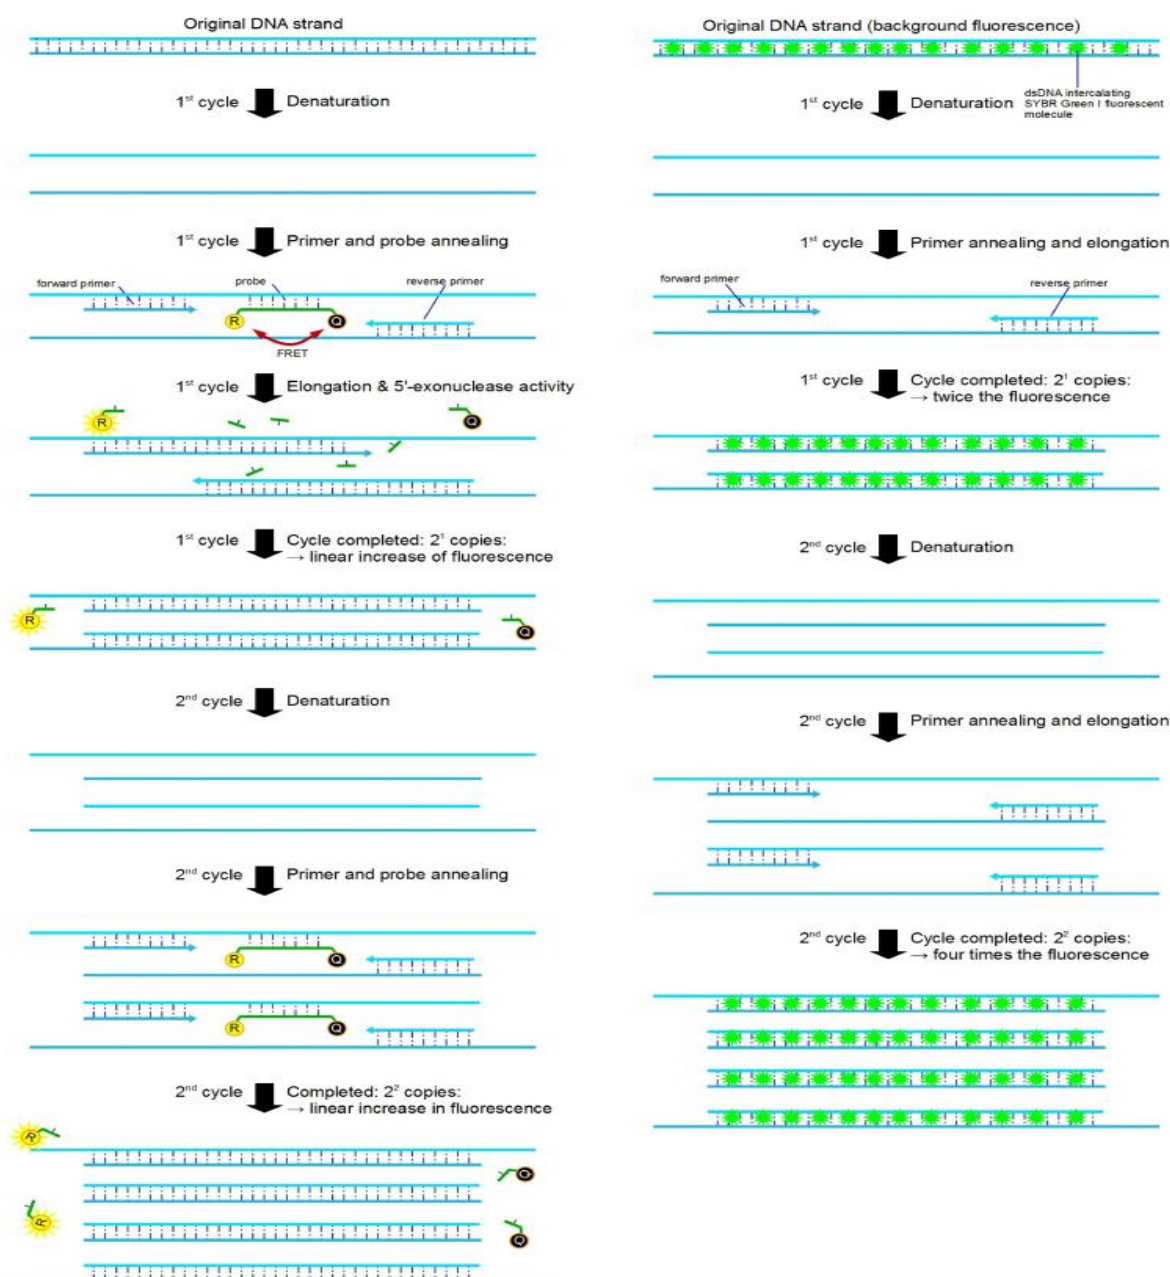 Original DNA strand
1st cycle Denaturation
1st cycle Primer and probe annealing
forward primer
probe
reverse primer
R
Q
FRET
1st cycle Elongation & 5'-exonuclease activity
R
Q
1st cycle Cycle completed: 2¹ copies:
→ linear increase of fluorescence
R
Q
2nd cycle Denaturation
2nd cycle Primer and probe annealing
R
Q
R
Q
2nd cycle Completed: 2² copies:
→ linear increase in fluorescence
R
Q
R
Q
Original DNA strand (background fluorescence)
1st cycle Denaturation
dsDNA intercalating
SYBR Green I fluorescent
molecule
1st cycle Primer annealing and elongation
forward primer
reverse primer
1st cycle Cycle completed: 2¹ copies:
→ twice the fluorescence
2nd cycle Denaturation
2nd cycle Primer annealing and elongation
2nd cycle Cycle completed: 2² copies:
→ four times the fluorescence